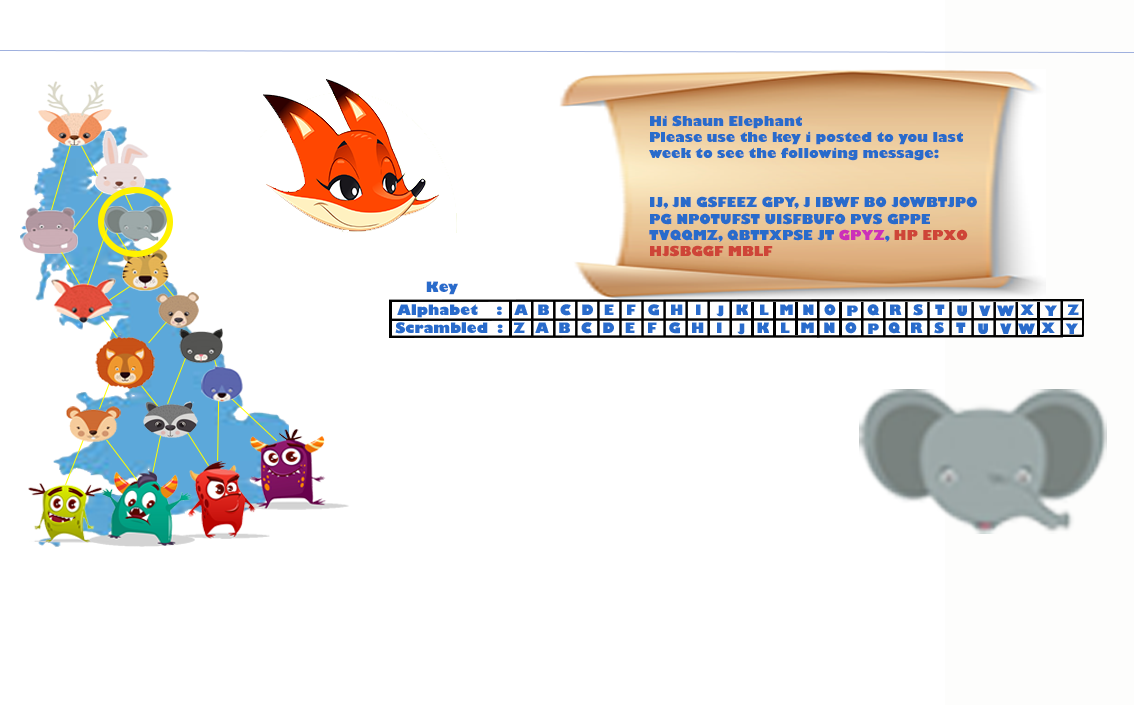 Hi Shaun Elephant
Please use the key i posted to you last
week to see the following message:
IJ, JN GSFEEZ GPY, J IBWF BO JOWBTJPO
PG NPOTUFST UISFBUFO PVS GPPE
TVQQMZ, QBTTXPSE JT GPYZ, HP EPXO
HJSBGGF MBLF
Key
Alphabet : A B C D E F G H I J K L M N O P Q R S T U V W X Y Z
Scrambled : Z A B C D E F G H I J K L M N O P Q R S T U V W X Y